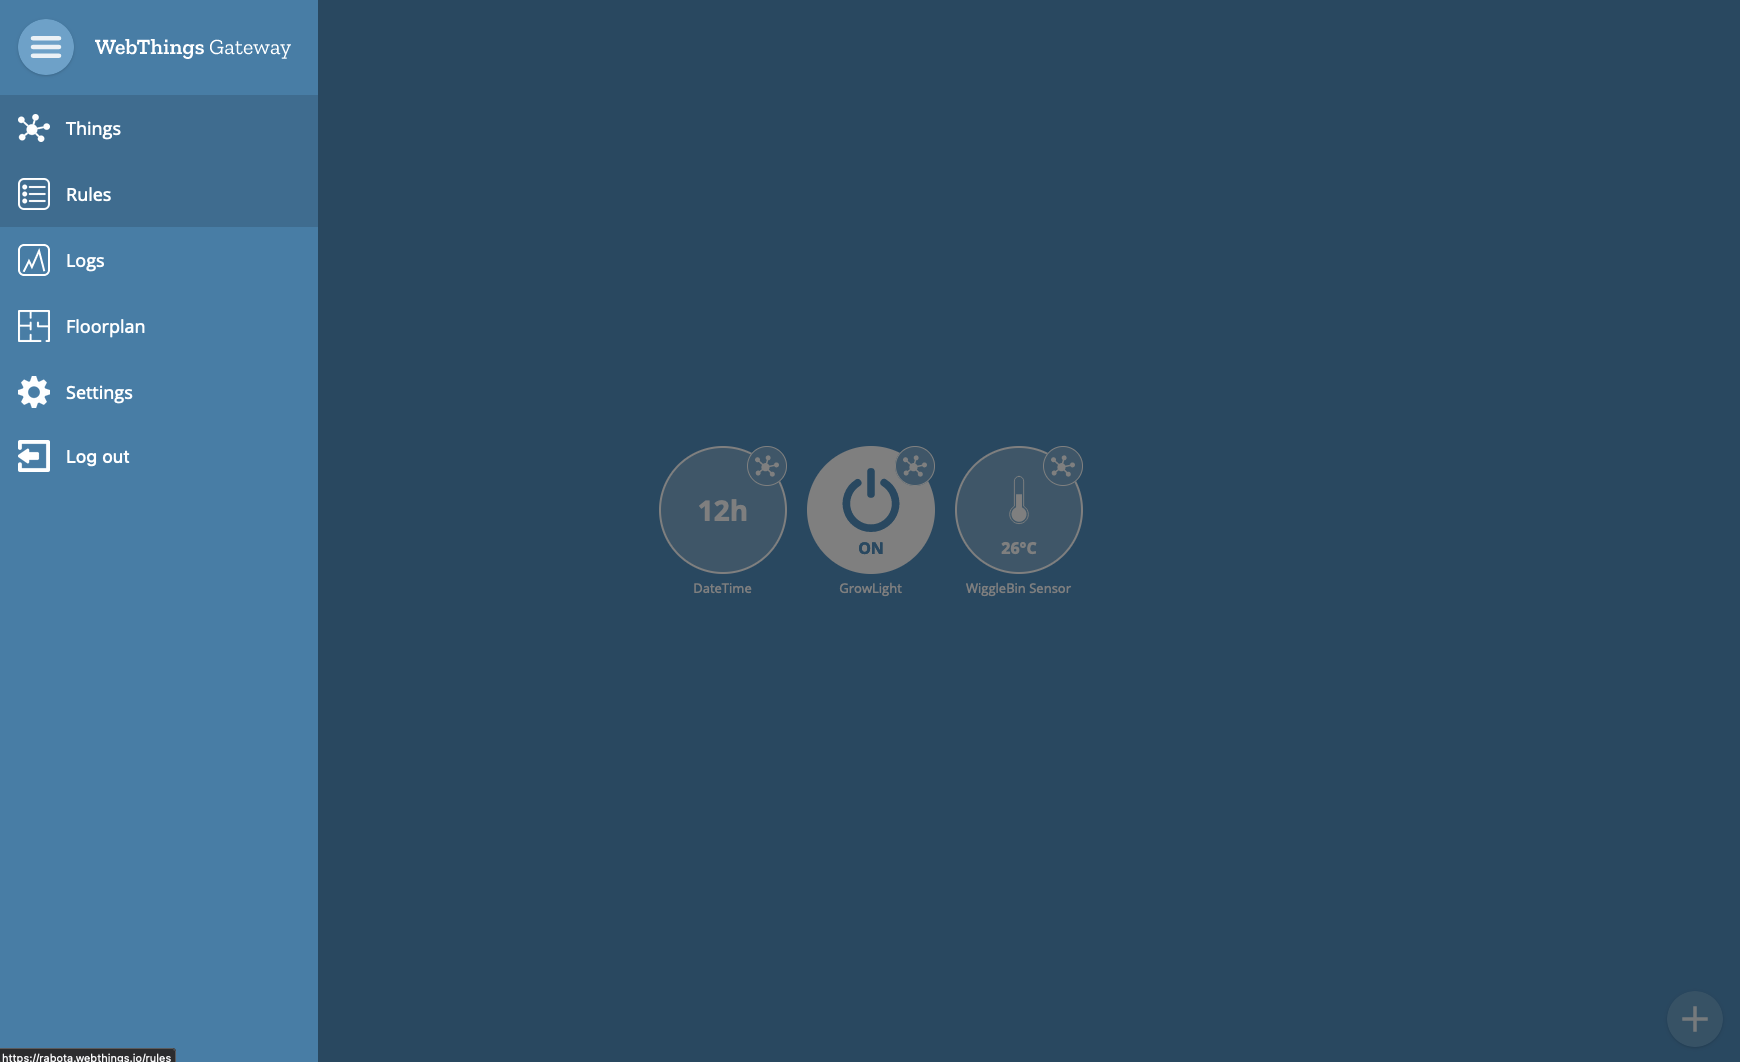 WebThings Gateway
Things
Rules
Logs
Floorplan
Settings
Log out
12h
ON
26°C
DateTime
GrowLight
WiggleBin Sensor
https://rabota.webthings.io/rules